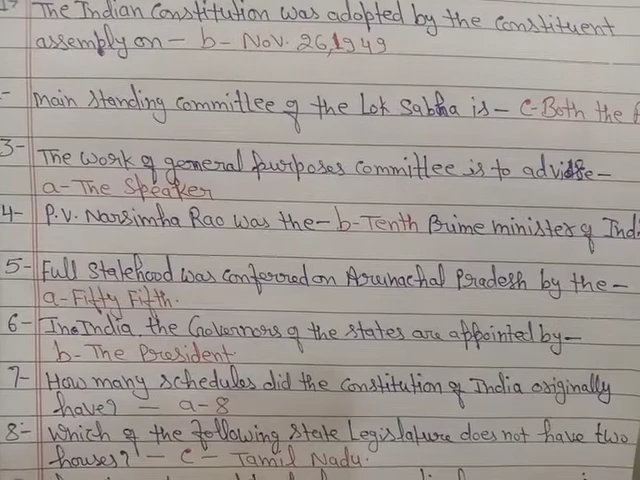 1- The Indian Constitution was adopted by the Constituent
assembly on - b - Nov. 26, 1949
- Main Standing Committee of the Lok Sabha is - C - Both the
3- The work of general purposes committee is to advise -
a - The Speaker
4- P.V. Narsimha Rao was the - b - Tenth Prime minister of Indi
5- Full Statehood was conferred on Arunachal Pradesh by the -
a - Fifty Fifth.
6- In India, the Governors of the states are appointed by -
b - The President.
7- How many schedules did the Constitution of India originally
have? - a - 8
8- Which of the following State Legislature does not have two
houses? - C - Tamil Nadu.